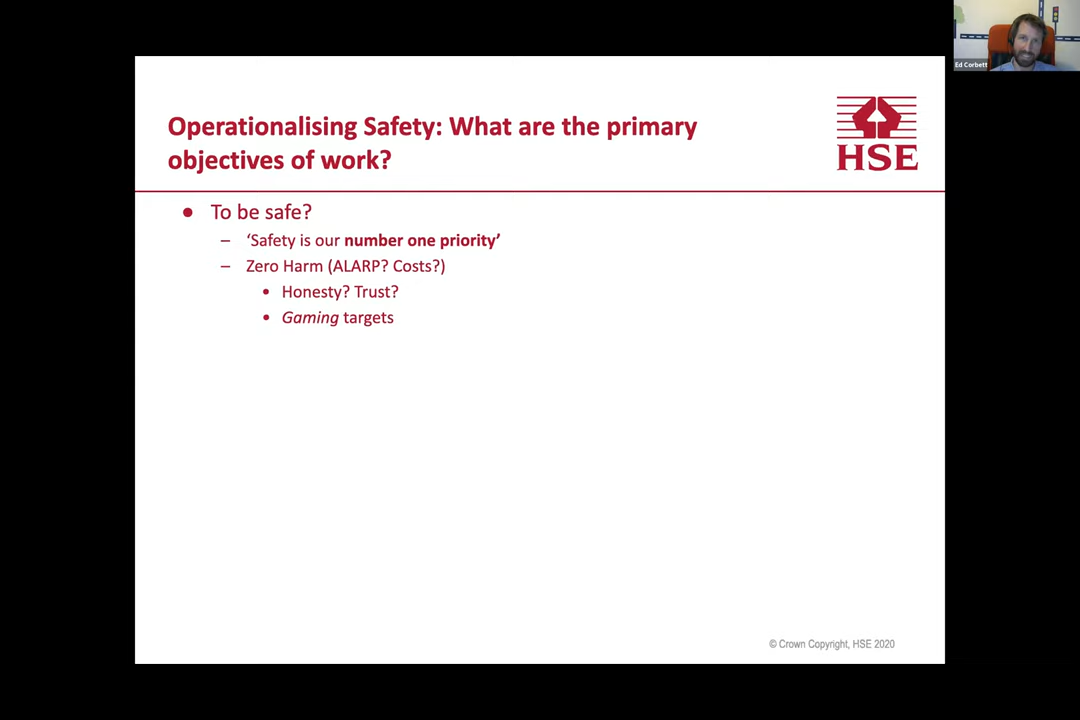 Ed Corbett
Operationalising Safety: What are the primary
objectives of work?
HSE
● To be safe?
– ‘Safety is our number one priority’
– Zero Harm (ALARP? Costs?)
• Honesty? Trust?
• Gaming targets
© Crown Copyright, HSE 2020